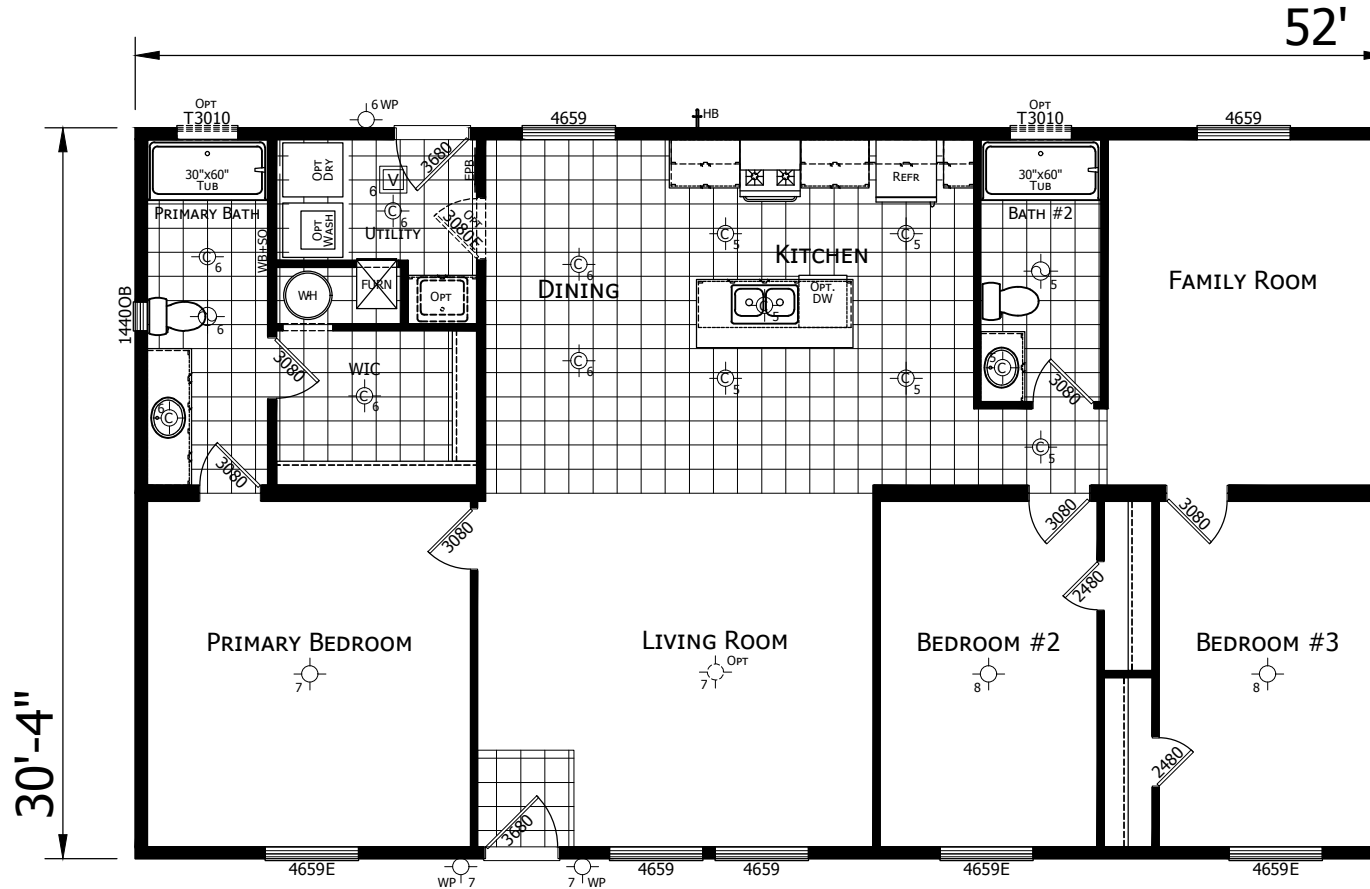 52'
OPT
T3010
6 WP
4659
HB
OPT
T3010
4659
30"x60"
TUB
OPT
DRY
3680
EPB
V
6
REFR
30"x60"
TUB
PRIMARY BATH
OPT
WASH
C
6
UTILITY
OPT
3080E
BATH #2
WB+SO
C
6
C
5
C
5
KITCHEN
C
6
DINING
5
FAMILY ROOM
WH
FURN
OPT
OPT.
DW
C
5
1440OB
6
3080
WIC
C
6
C
6
C
5
C
5
C
5
3080
6
C
3080
C
5
3080
3080
3080
2480
PRIMARY BEDROOM
7
LIVING ROOM
OPT
7
BEDROOM #2
8
BEDROOM #3
8
30'-4"
2480
3680
4659E
WP 7
7 WP
4659
4659
4659E
4659E